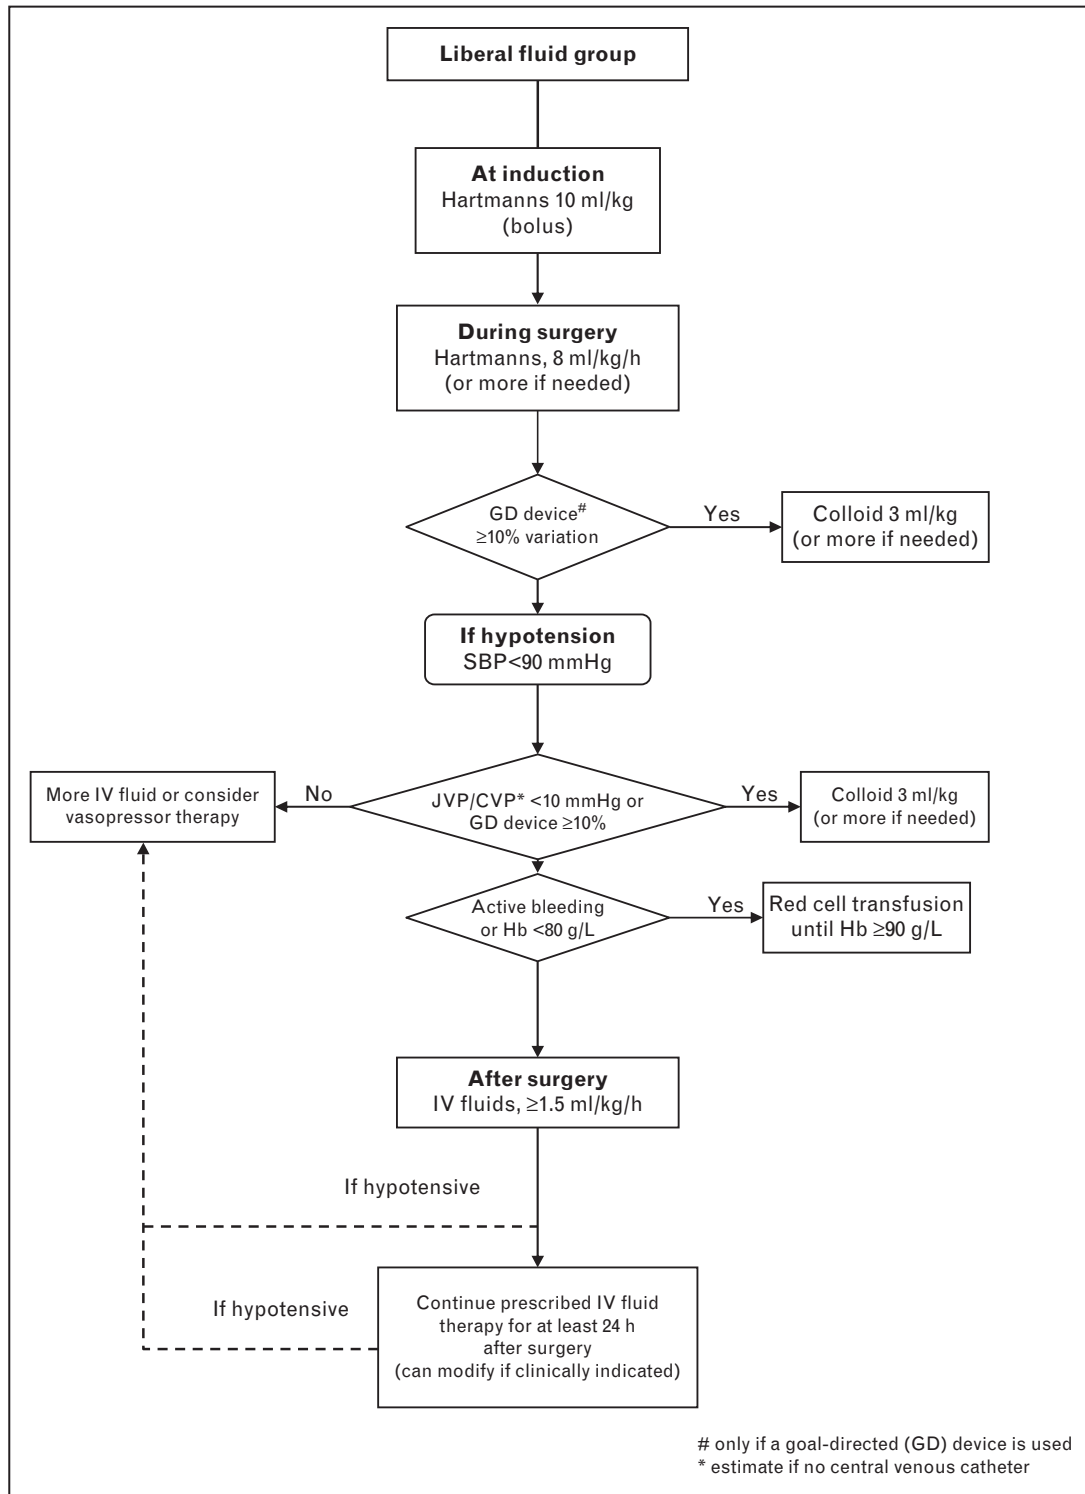 Liberal fluid group
At induction
Hartmanns 10 ml/kg
(bolus)
During surgery
Hartmanns, 8 ml/kg/h
(or more if needed)
GD device#
≥10% variation
Yes
Colloid 3 ml/kg
(or more if needed)
If hypotension
SBP<90 mmHg
More IV fluid or consider
vasopressor therapy
No
JVP/CVP* <10 mmHg or
GD device ≥10%
Yes
Colloid 3 ml/kg
(or more if needed)
Active bleeding
or Hb <80 g/L
Yes
Red cell transfusion
until Hb ≥90 g/L
After surgery
IV fluids, ≥1.5 ml/kg/h
If hypotensive
If hypotensive
Continue prescribed IV fluid
therapy for at least 24 h
after surgery
(can modify if clinically indicated)
# only if a goal-directed (GD) device is used
* estimate if no central venous catheter